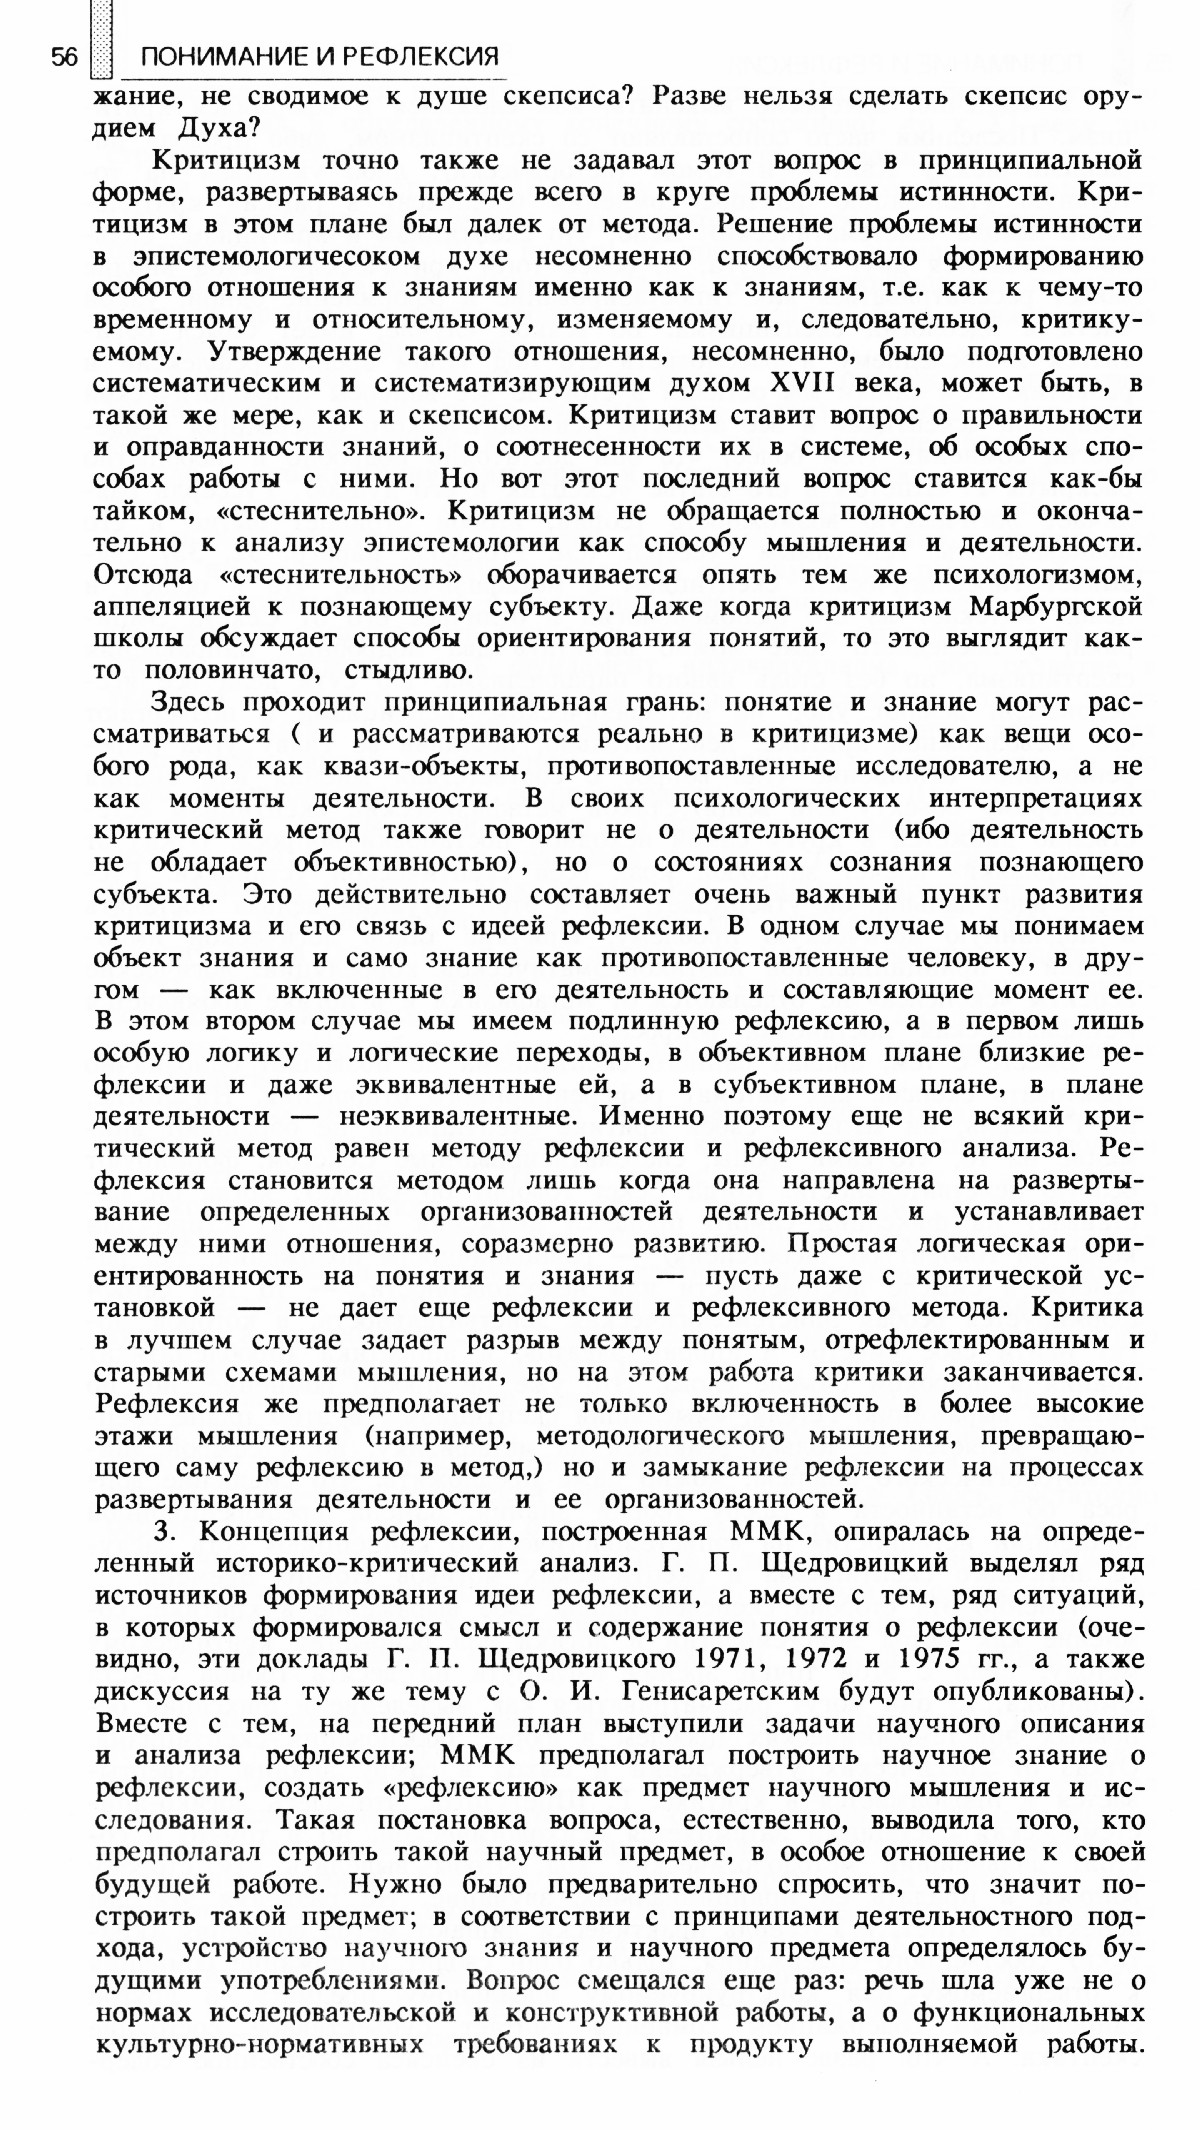 56 ПОНИМАНИЕ И РЕФЛЕКСИЯ
жание, не сводимое к душе скепсиса? Разве нельзя сделать скепсис ору-
дием Духа?
Критицизм точно также не задавал этот вопрос в принципиальной
форме, развертываясь прежде всего в круге проблемы истинности. Кри-
тицизм в этом плане был далек от метода. Решение проблемы истинности
в эпистемологичесоком духе несомненно способствовало формированию
особого отношения к знаниям именно как к знаниям, т.е. как к чему-то
временному и относительному, изменяемому и, следовательно, критику-
емому. Утверждение такого отношения, несомненно, было подготовлено
систематическим и систематизирующим духом XVII века, может быть, в
такой же мере, как и скепсисом. Критицизм ставит вопрос о правильности
и оправданности знаний, о соотнесенности их в системе, об особых спо-
собах работы с ними. Но вот этот последний вопрос ставится как-бы
тайком, «стеснительно». Критицизм не обращается полностью и оконча-
тельно к анализу эпистемологии как способу мышления и деятельности.
Отсюда «стеснительность» оборачивается опять тем же психологизмом,
аппеляцией к познающему субъекту. Даже когда критицизм Марбургской
школы обсуждает способы ориентирования понятий, то это выглядит как-
то половинчато, стыдливо.
Здесь проходит принципиальная грань: понятие и знание могут рас-
сматриваться ( и рассматриваются реально в критицизме) как вещи осо-
бого рода, как квази-объекты, противопоставленные исследователю, а не
как моменты деятельности. В своих психологических интерпретациях
критический метод также говорит не о деятельности (ибо деятельность
не обладает объективностью), но о состояниях сознания познающего
субъекта. Это действительно составляет очень важный пункт развития
критицизма и его связь с идеей рефлексии. В одном случае мы понимаем
объект знания и само знание как противопоставленные человеку, в дру-
гом — как включенные в его деятельность и составляющие момент ее.
В этом втором случае мы имеем подлинную рефлексию, а в первом лишь
особую логику и логические переходы, в объективном плане близкие ре-
флексии и даже эквивалентные ей, а в субъективном плане, в плане
деятельности — неэквивалентные. Именно поэтому еще не всякий кри-
тический метод равен методу рефлексии и рефлексивного анализа. Ре-
флексия становится методом лишь когда она направлена на разверты-
вание определенных организованностей деятельности и устанавливает
между ними отношения, соразмерно развитию. Простая логическая ори-
ентированность на понятия и знания — пусть даже с критической ус-
тановкой — не дает еще рефлексии и рефлексивного метода. Критика
в лучшем случае задает разрыв между понятым, отрефлектированным и
старыми схемами мышления, но на этом работа критики заканчивается.
Рефлексия же предполагает не только включенность в более высокие
этажи мышления (например, методологического мышления, превращаю-
щего саму рефлексию в метод,) но и замыкание рефлексии на процессах
развертывания деятельности и ее организованностей.
3. Концепция рефлексии, построенная ММК, опиралась на опреде-
ленный историко-критический анализ. Г. П. Щедровицкий выделял ряд
источников формирования идеи рефлексии, а вместе с тем, ряд ситуаций,
в которых формировался смысл и содержание понятия о рефлексии (оче-
видно, эти доклады Г. П. Щедровицкого 1971, 1972 и 1975 гг., а также
дискуссия на ту же тему с О. И. Генисаретским будут опубликованы).
Вместе с тем, на передний план выступили задачи научного описания
и анализа рефлексии; ММК предполагал построить научное знание о
рефлексии, создать «рефлексию» как предмет научного мышления и ис-
следования. Такая постановка вопроса, естественно, выводила того, кто
предполагал строить такой научный предмет, в особое отношение к своей
будущей работе. Нужно было предварительно спросить, что значит по-
строить такой предмет; в соответствии с принципами деятельностного под-
хода, устройство научного знания и научного предмета определялось бу-
дущими употреблениями. Вопрос смещался еще раз: речь шла уже не о
нормах исследовательской и конструктивной работы, а о функциональных
культурно-нормативных требованиях к продукту выполняемой работы.